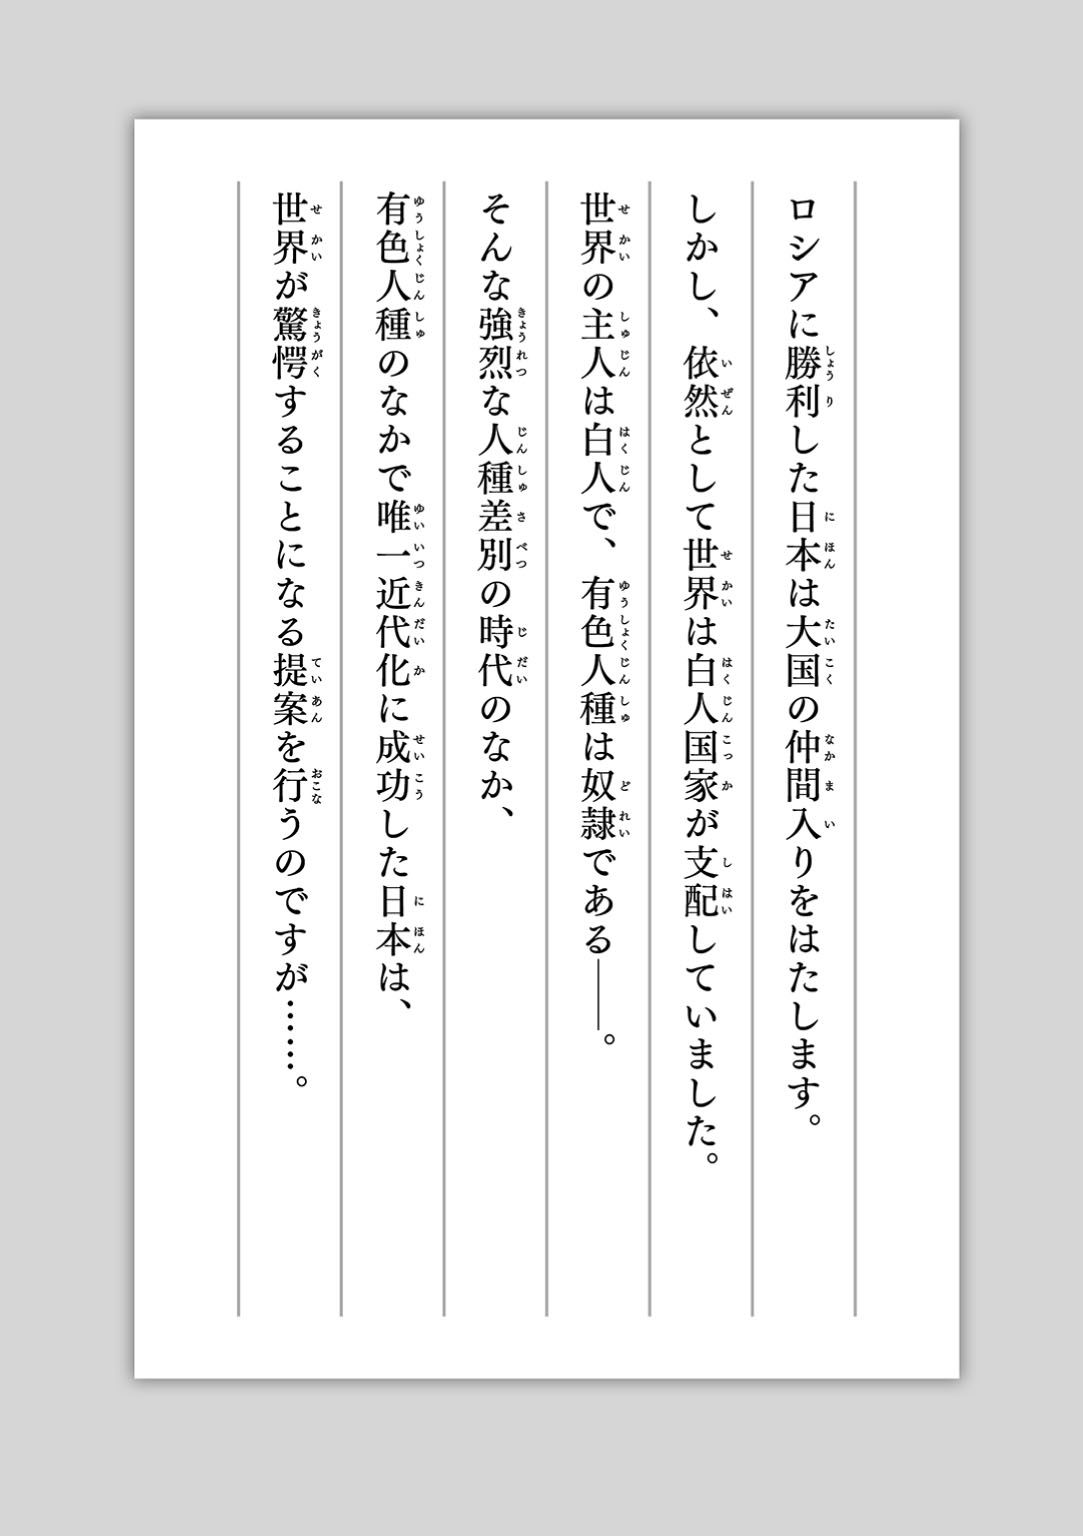 ロシアに勝利した日本は大国の仲間入りをはたします。
しかし、依然として世界は白人国家が支配していました。
世界の主人は白人で、有色人種は奴隷である――。
そんな強烈な人種差別の時代のなか、
有色人種のなかで唯一近代化に成功した日本は、
世界が驚愕することになる提案を行うのですが……。